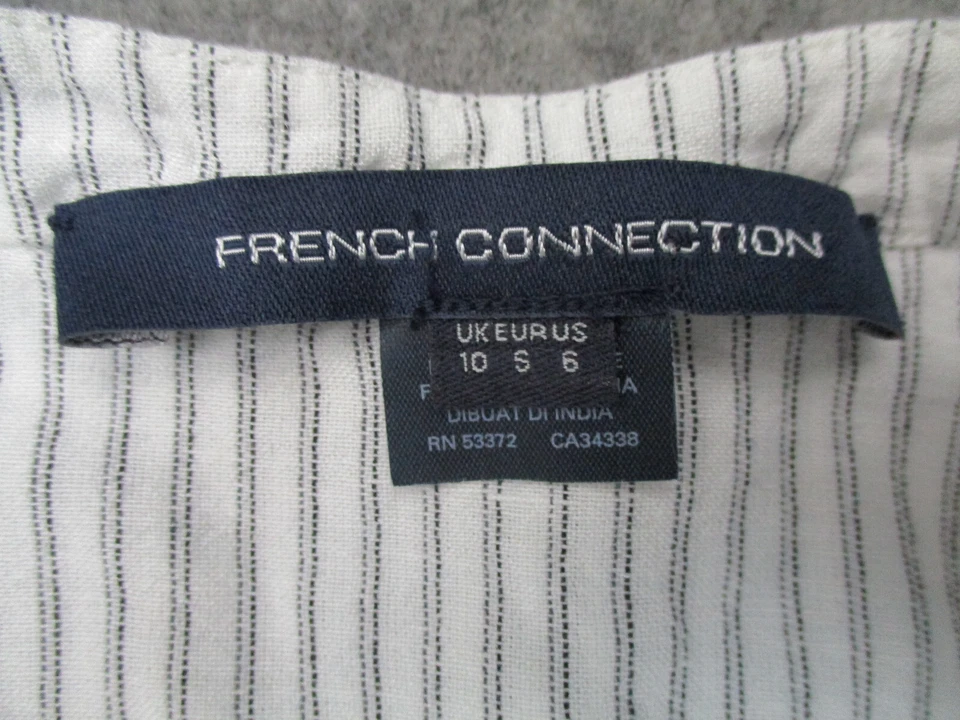 FRENCH CONNECTION
UK EUR US
10 S 6
DIBUAT DI INDIA
RN 53372 CA34338